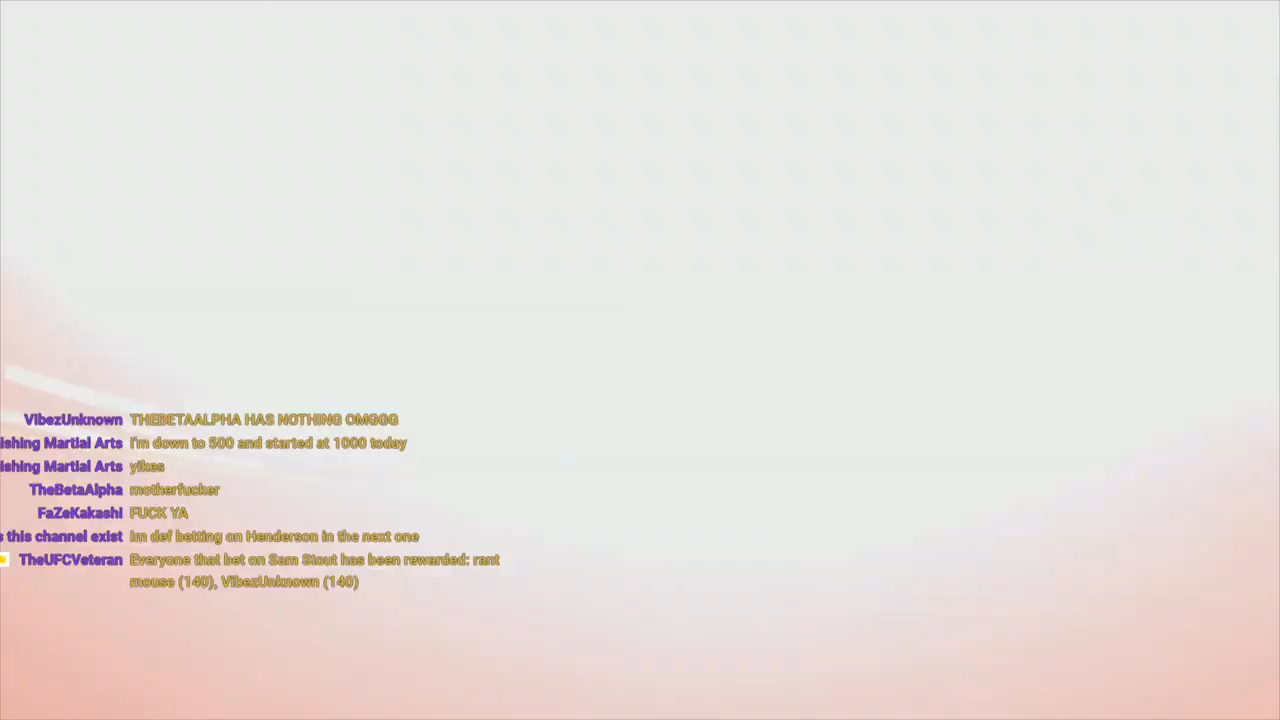 VibezUnknown THEBETAALPHA HAS NOTHING OMGGG
ishing Martial Arts I'm down to 500 and started at 1000 today
ishing Martial Arts yikes
TheBetaAlpha motherfucker
FaZeKakashi FUCK YA
s this channel exist Im def betting on Henderson in the next one
TheUFCVeteran Everyone that bet on Sam Stout has been rewarded: rant
mouse (140), VibezUnknown (140)